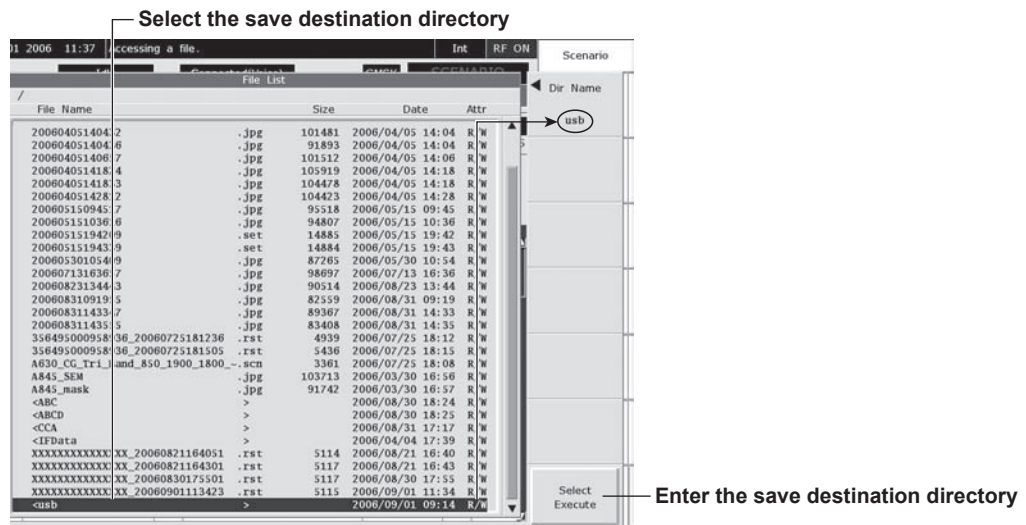 Select the save destination directory
2006 11:37 Accessing a file. Int RF ON Scenario
File List
Dir Name
/
File Name Size Date Attr
usb
.jpg 101481 2006/04/05 14:04 R/W
.jpg 91893 2006/04/05 14:04 R/W
.jpg 101512 2006/04/05 14:06 R/W
.jpg 105919 2006/04/05 14:18 R/W
.jpg 104478 2006/04/05 14:18 R/W
.jpg 104423 2006/04/05 14:28 R/W
.jpg 95518 2006/05/15 09:45 R/W
.jpg 94807 2006/05/15 10:36 R/W
.set 14885 2006/05/15 19:42 R/W
.set 14884 2006/05/15 19:43 R/W
.jpg 87265 2006/05/30 10:54 R/W
.jpg 98697 2006/07/13 16:36 R/W
.jpg 90514 2006/08/23 13:44 R/W
.jpg 82559 2006/08/31 09:19 R/W
.jpg 89367 2006/08/31 14:33 R/W
.jpg 83408 2006/08/31 14:35 R/W
.rst 4939 2006/07/25 18:12 R/W
.rst 5436 2006/07/25 18:15 R/W
A630_CG_Tri_Band_850_1900_1800_~.scn 3361 2006/07/25 18:08 R/W
A845_SEM .jpg 103713 2006/03/30 16:56 R/W
A845_mask .jpg 91742 2006/03/30 16:57 R/W
<ABC > 2006/08/30 18:24 R/W
<ABCD > 2006/08/30 18:25 R/W
<CCA > 2006/08/31 17:17 R/W
<IFData > 2006/04/04 17:39 R/W
XXXXXXXXXXXXXXX_20060821164051 .rst 5114 2006/08/21 16:40 R/W
XXXXXXXXXXXXXXX_20060821164301 .rst 5117 2006/08/21 16:43 R/W
XXXXXXXXXXXXXXX_20060830175501 .rst 5117 2006/08/30 17:55 R/W
XXXXXXXXXXXXXXX_20060901113423 .rst 5115 2006/09/01 11:34 R/W
<usb > 2006/09/01 09:14 R/W
Select
Execute
Enter the save destination directory